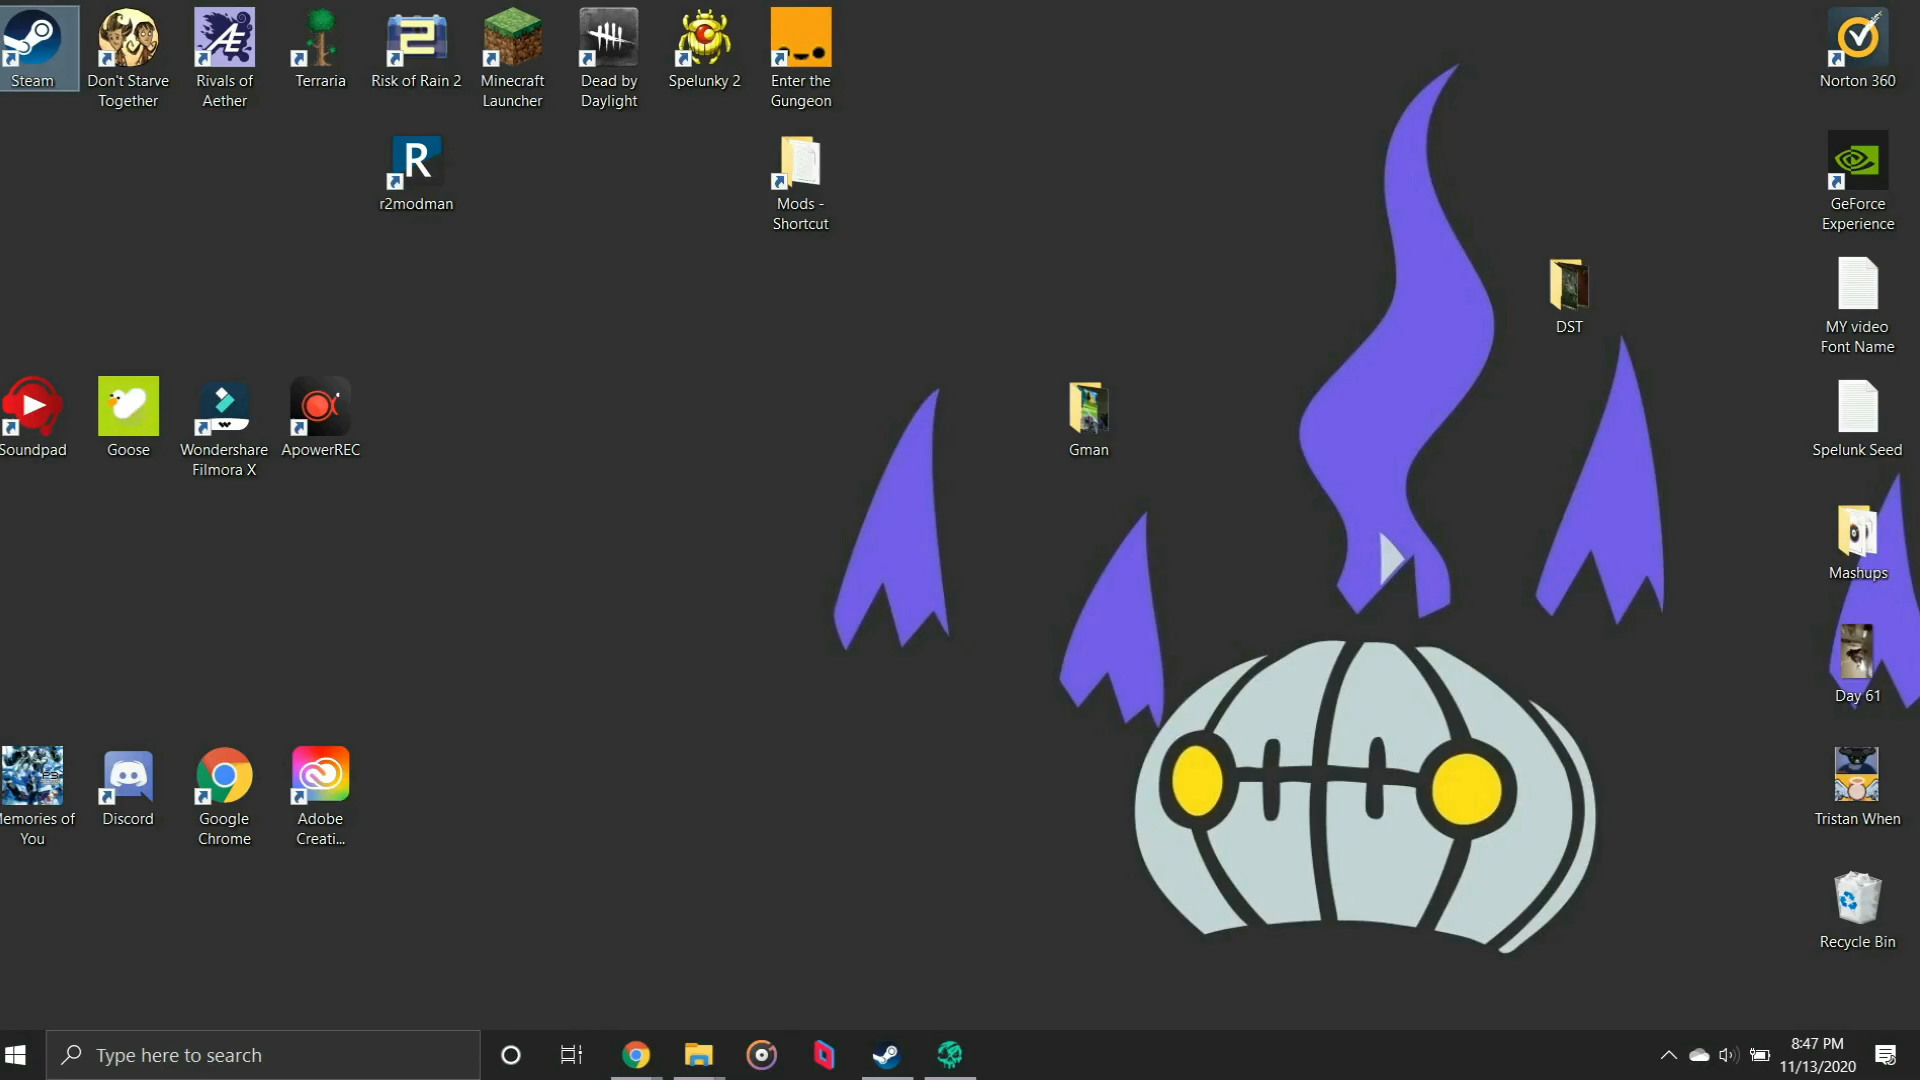 Steam
Don't Starve
Together
Rivals of
Aether
Terraria
Risk of Rain 2
Minecraft
Launcher
Dead by
Daylight
Spelunky 2
Enter the
Gungeon
Norton 360
R
r2modman
Mods -
Shortcut
GeForce
Experience
DST
MY video
Font Name
Soundpad
Goose
Wondershare
Filmora X
ApowerREC
Gman
Spelunk Seed
Mashups
Day 61
Memories of
You
Discord
Google
Chrome
Adobe
Creati...
Tristan When
Recycle Bin
Type here to search
8:47 PM
11/13/2020